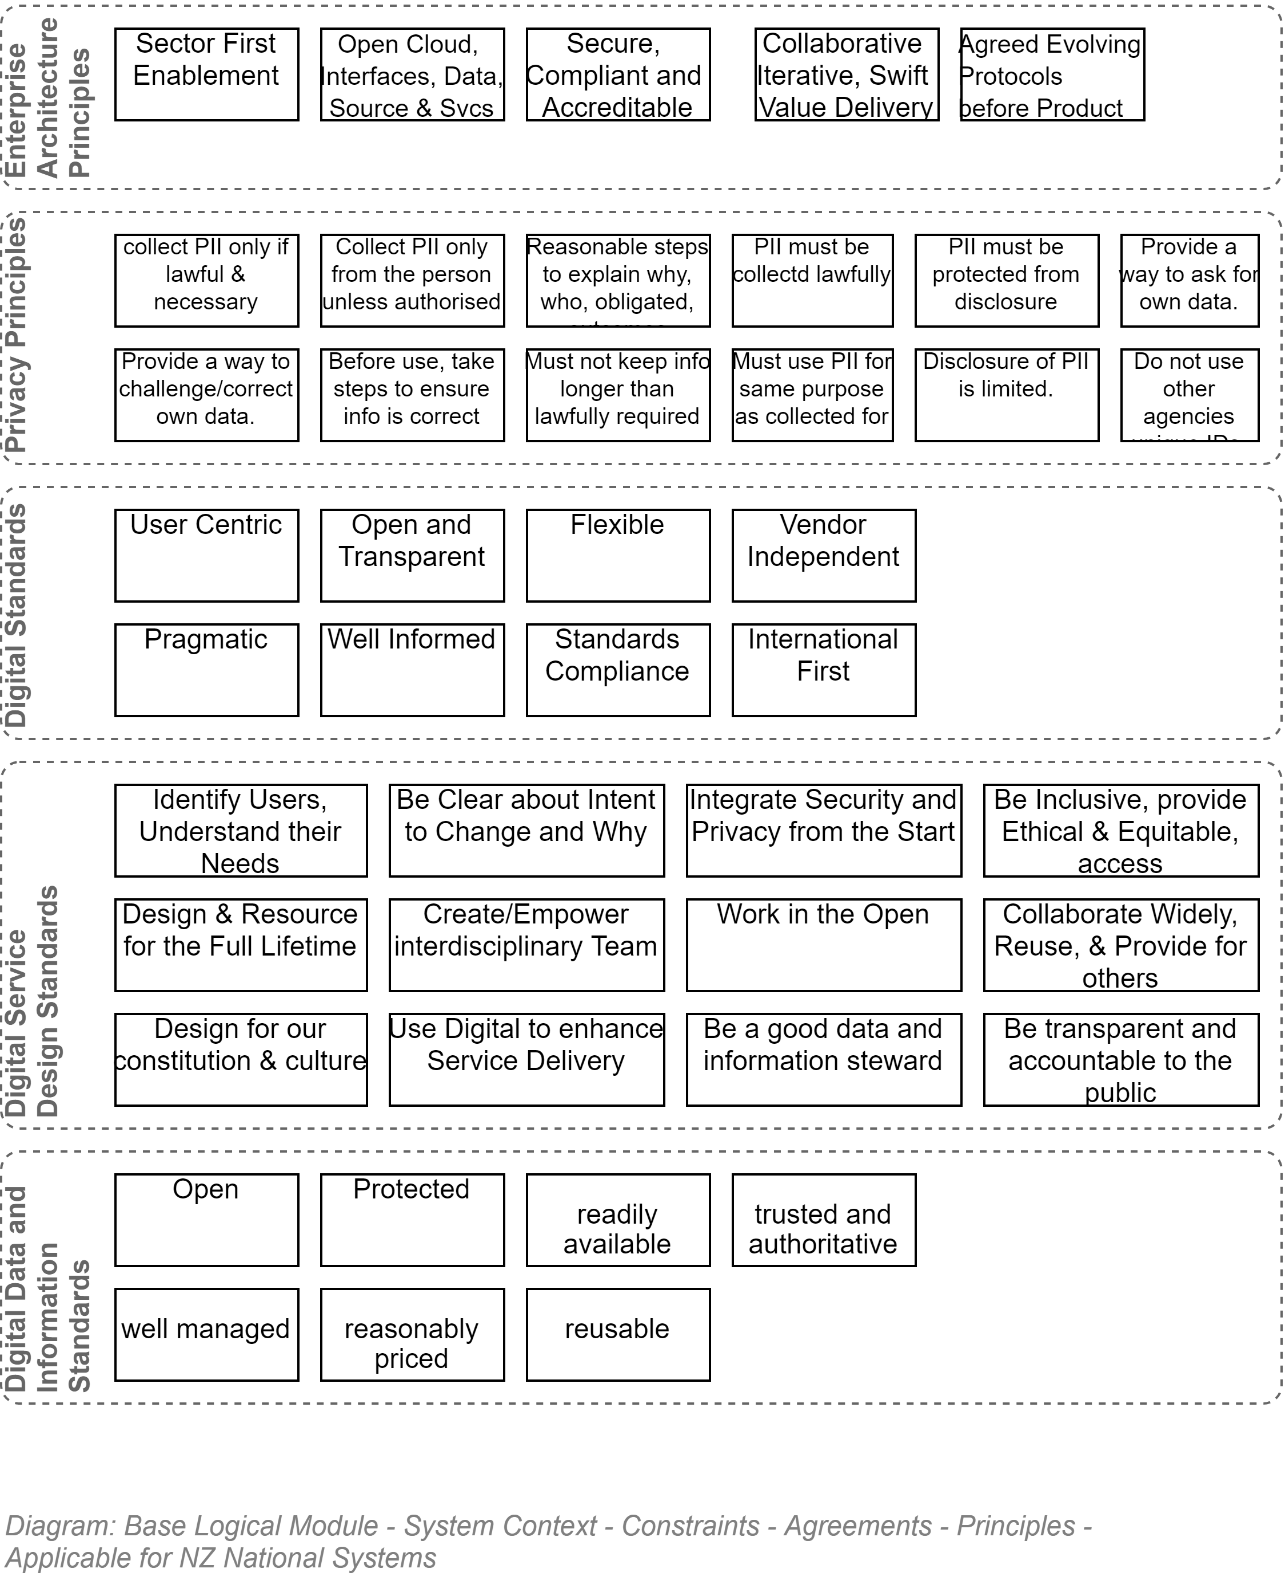 Enterprise
Architecture
Principles
Sector First
Enablement
Open Cloud,
Interfaces, Data,
Source & Svcs
Secure,
Compliant and
Accreditable
Collaborative
Iterative, Swift
Value Delivery
Agreed Evolving
Protocols
before Product
Privacy Principles
collect PII only if
lawful &
necessary
Collect PII only
from the person
unless authorised
Reasonable steps
to explain why,
who, obligated,
PII must be
collectd lawfully
PII must be
protected from
disclosure
Provide a
way to ask for
own data.
Provide a way to
challenge/correct
own data.
Before use, take
steps to ensure
info is correct
Must not keep info
longer than
lawfully required
Must use PII for
same purpose
as collected for
Disclosure of PII
is limited.
Do not use
other
agencies
unique IDs
Digital Standards
User Centric
Open and
Transparent
Flexible
Vendor
Independent
Pragmatic
Well Informed
Standards
Compliance
International
First
Digital Service
Design Standards
Identify Users,
Understand their
Needs
Be Clear about Intent
to Change and Why
Integrate Security and
Privacy from the Start
Be Inclusive, provide
Ethical & Equitable,
access
Design & Resource
for the Full Lifetime
Create/Empower
interdisciplinary Team
Work in the Open
Collaborate Widely,
Reuse, & Provide for
others
Design for our
constitution & culture
Use Digital to enhance
Service Delivery
Be a good data and
information steward
Be transparent and
accountable to the
public
Digital Data and
Information
Standards
Open
Protected
readily
available
trusted and
authoritative
well managed
reasonably
priced
reusable
Diagram: Base Logical Module - System Context - Constraints - Agreements - Principles -
Applicable for NZ National Systems